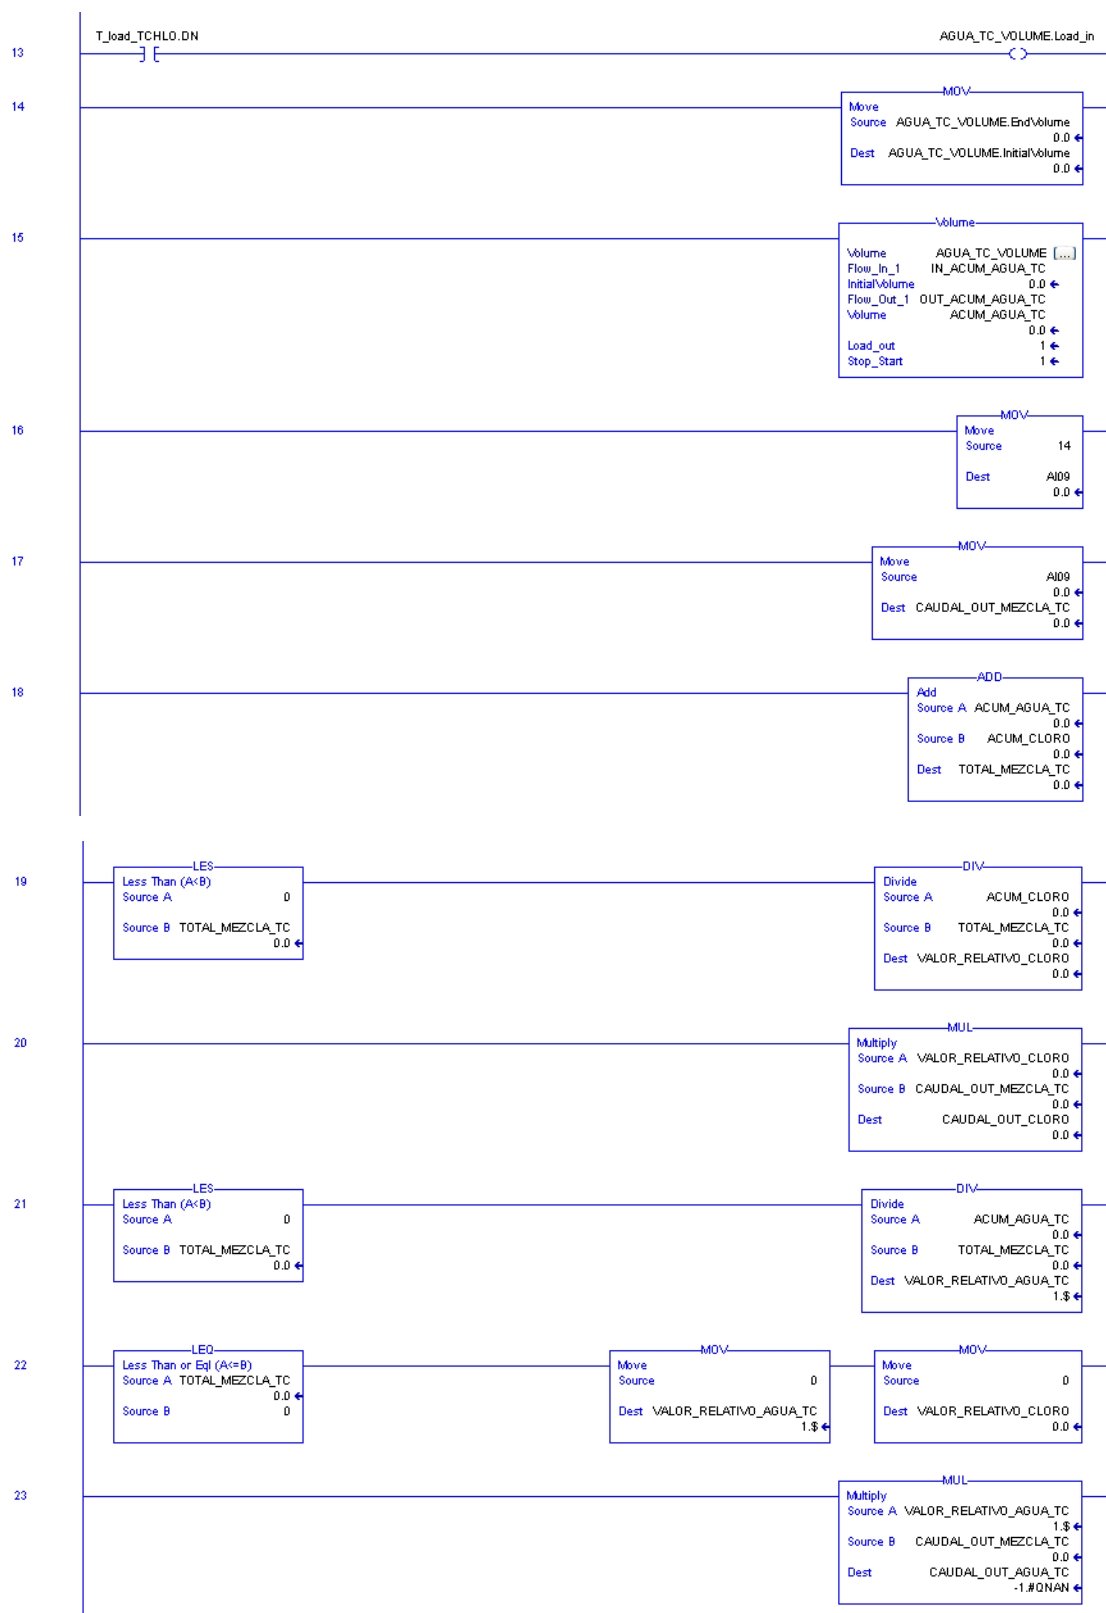 T_load_TCHLO.DN AGUA_TC_VOLUME.Load_in
13
14
MOV
Move
Source AGUA_TC_VOLUME.EndVolume
0.0
Dest AGUA_TC_VOLUME.InitialVolume
0.0
15
Volume
Volume AGUA_TC_VOLUME ...
Flow_In_1 IN_ACUM_AGUA_TC
InitialVolume 0.0
Flow_Out_1 OUT_ACUM_AGUA_TC
Volume ACUM_AGUA_TC
0.0
Load_out 1
Stop_Start 1
16
MOV
Move
Source 14
Dest AI09
0.0
17
MOV
Move
Source AI09
0.0
Dest CAUDAL_OUT_MEZCLA_TC
0.0
18
ADD
Add
Source A ACUM_AGUA_TC
0.0
Source B ACUM_CLORO
0.0
Dest TOTAL_MEZCLA_TC
0.0
19
LES
Less Than (A<B)
Source A 0
Source B TOTAL_MEZCLA_TC
0.0
DIV
Divide
Source A ACUM_CLORO
0.0
Source B TOTAL_MEZCLA_TC
0.0
Dest VALOR_RELATIVO_CLORO
0.0
20
MUL
Multiply
Source A VALOR_RELATIVO_CLORO
0.0
Source B CAUDAL_OUT_MEZCLA_TC
0.0
Dest CAUDAL_OUT_CLORO
0.0
21
LES
Less Than (A<B)
Source A 0
Source B TOTAL_MEZCLA_TC
0.0
DIV
Divide
Source A ACUM_AGUA_TC
0.0
Source B TOTAL_MEZCLA_TC
0.0
Dest VALOR_RELATIVO_AGUA_TC
1.$
22
LEQ
Less Than or Eql (A<=B)
Source A TOTAL_MEZCLA_TC
0.0
Source B 0
MOV
Move
Source 0
Dest VALOR_RELATIVO_AGUA_TC
1.$
MOV
Move
Source 0
Dest VALOR_RELATIVO_CLORO
0.0
23
MUL
Multiply
Source A VALOR_RELATIVO_AGUA_TC
1.$
Source B CAUDAL_OUT_MEZCLA_TC
0.0
Dest CAUDAL_OUT_AGUA_TC
-1.#QNAN